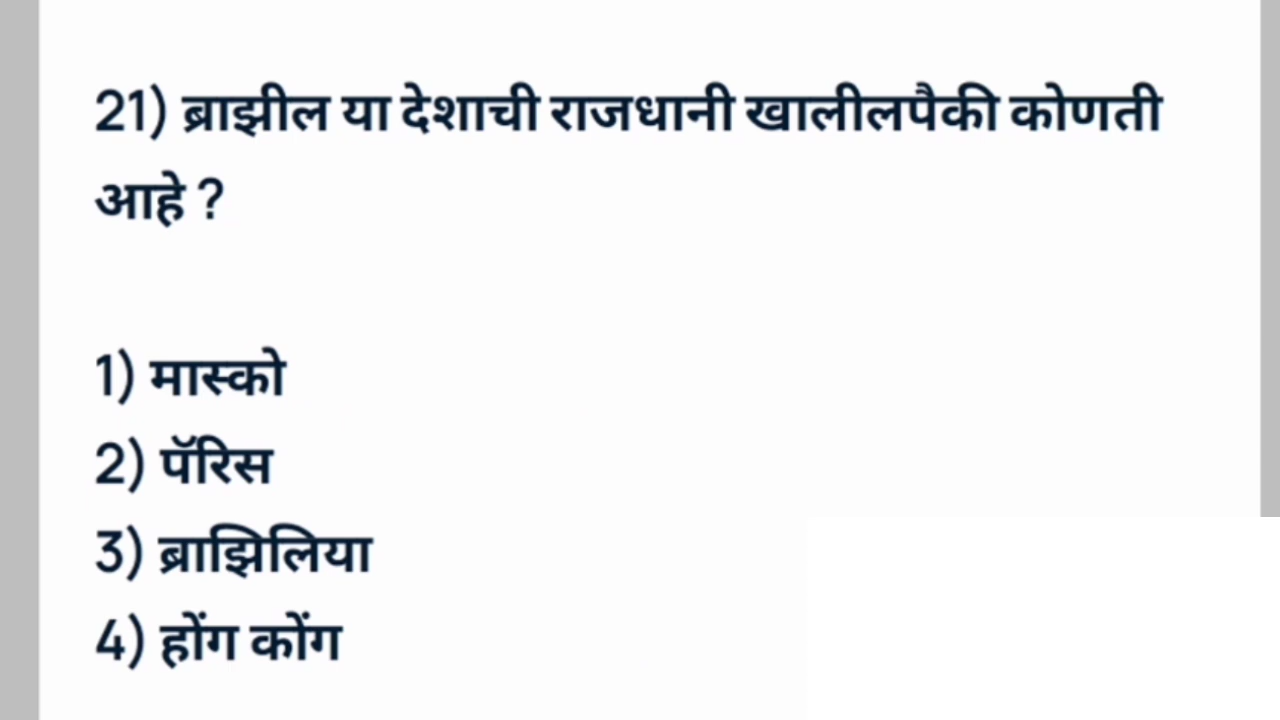 21) ब्राझील या देशाची राजधानी खालीलपैकी कोणती
आहे ?
1) मास्को
2) पॅरिस
3) ब्राझिलिया
4) होंग कोंग